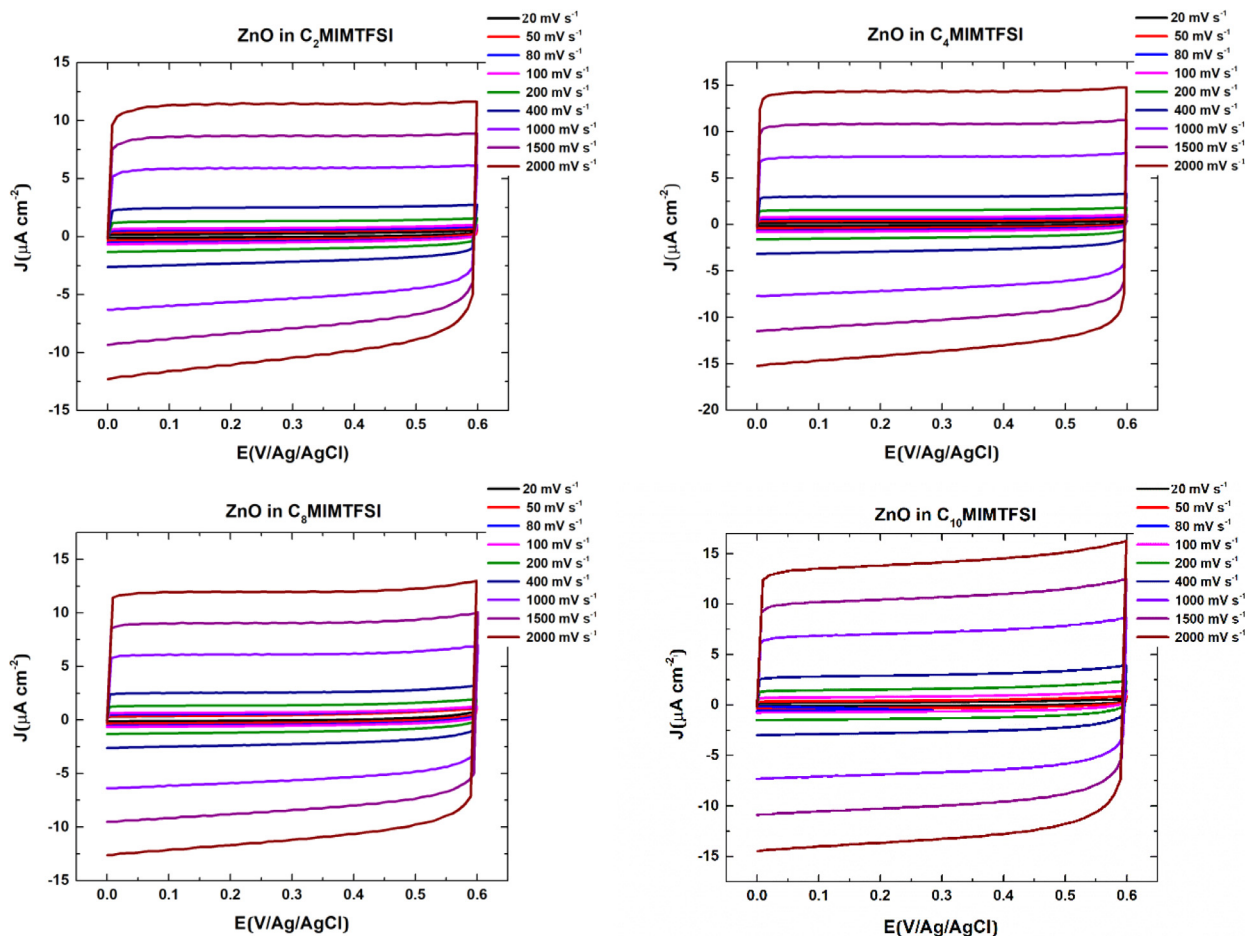 ZnO in C₂MIMTFSI
20 mV s⁻¹
50 mV s⁻¹
80 mV s⁻¹
100 mV s⁻¹
200 mV s⁻¹
400 mV s⁻¹
1000 mV s⁻¹
1500 mV s⁻¹
2000 mV s⁻¹
J(μA cm⁻²)
15
10
5
0
-5
-10
-15
0.0 0.1 0.2 0.3 0.4 0.5 0.6
E(V/Ag/AgCl)
ZnO in C₄MIMTFSI
20 mV s⁻¹
50 mV s⁻¹
80 mV s⁻¹
100 mV s⁻¹
200 mV s⁻¹
400 mV s⁻¹
1000 mV s⁻¹
1500 mV s⁻¹
2000 mV s⁻¹
J(μA cm⁻²)
15
10
5
0
-5
-10
-15
-20
0.0 0.1 0.2 0.3 0.4 0.5 0.6
E(V/Ag/AgCl)
ZnO in C₈MIMTFSI
20 mV s⁻¹
50 mV s⁻¹
80 mV s⁻¹
100 mV s⁻¹
200 mV s⁻¹
400 mV s⁻¹
1000 mV s⁻¹
1500 mV s⁻¹
2000 mV s⁻¹
J(μA cm⁻²)
15
10
5
0
-5
-10
-15
0.0 0.1 0.2 0.3 0.4 0.5 0.6
E(V/Ag/AgCl)
ZnO in C₁₀MIMTFSI
20 mV s⁻¹
50 mV s⁻¹
80 mV s⁻¹
100 mV s⁻¹
200 mV s⁻¹
400 mV s⁻¹
1000 mV s⁻¹
1500 mV s⁻¹
2000 mV s⁻¹
J(μA cm⁻²)
15
10
5
0
-5
-10
-15
0.0 0.1 0.2 0.3 0.4 0.5 0.6
E(V/Ag/AgCl)